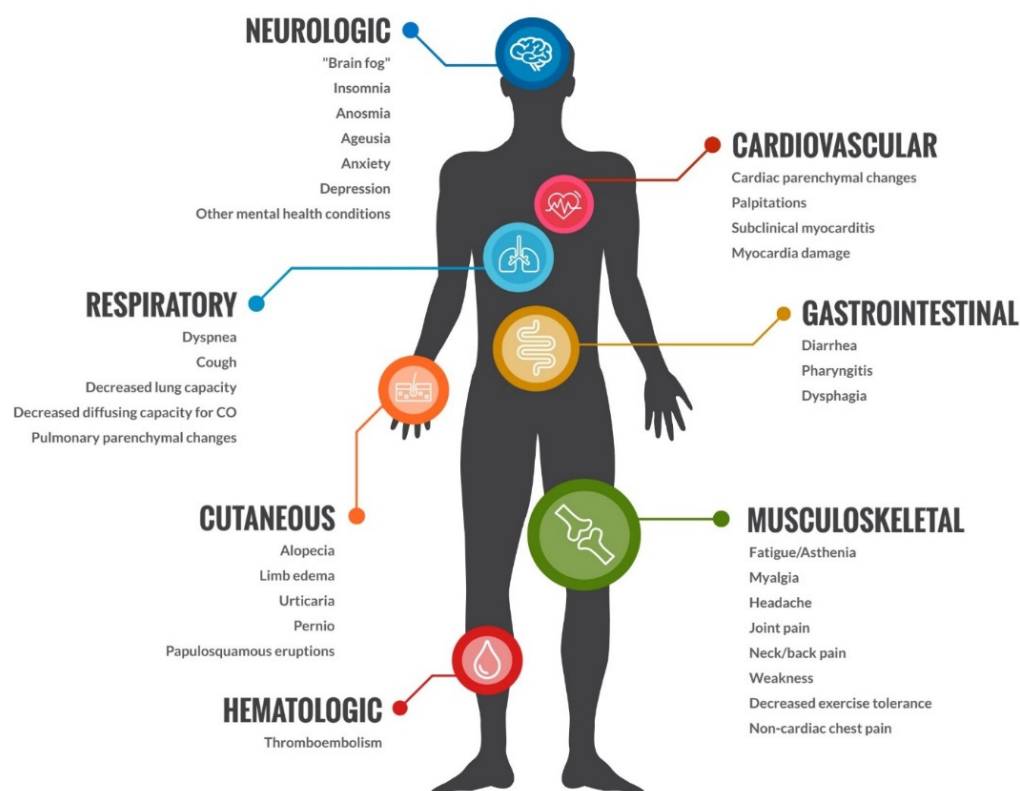 NEUROLOGIC
"Brain fog"
Insomnia
Anosmia
Ageusia
Anxiety
Depression
Other mental health conditions
CARDIOVASCULAR
Cardiac parenchymal changes
Palpitations
Subclinical myocarditis
Myocardia damage
RESPIRATORY
Dyspnea
Cough
Decreased lung capacity
Decreased diffusing capacity for CO
Pulmonary parenchymal changes
GASTROINTESTINAL
Diarrhea
Pharyngitis
Dysphagia
CUTANEOUS
Alopecia
Limb edema
Urticaria
Pernio
Papulosquamous eruptions
MUSCULOSKELETAL
Fatigue/Asthenia
Myalgia
Headache
Joint pain
Neck/back pain
Weakness
Decreased exercise tolerance
Non-cardiac chest pain
HEMATOLOGIC
Thromboembolism